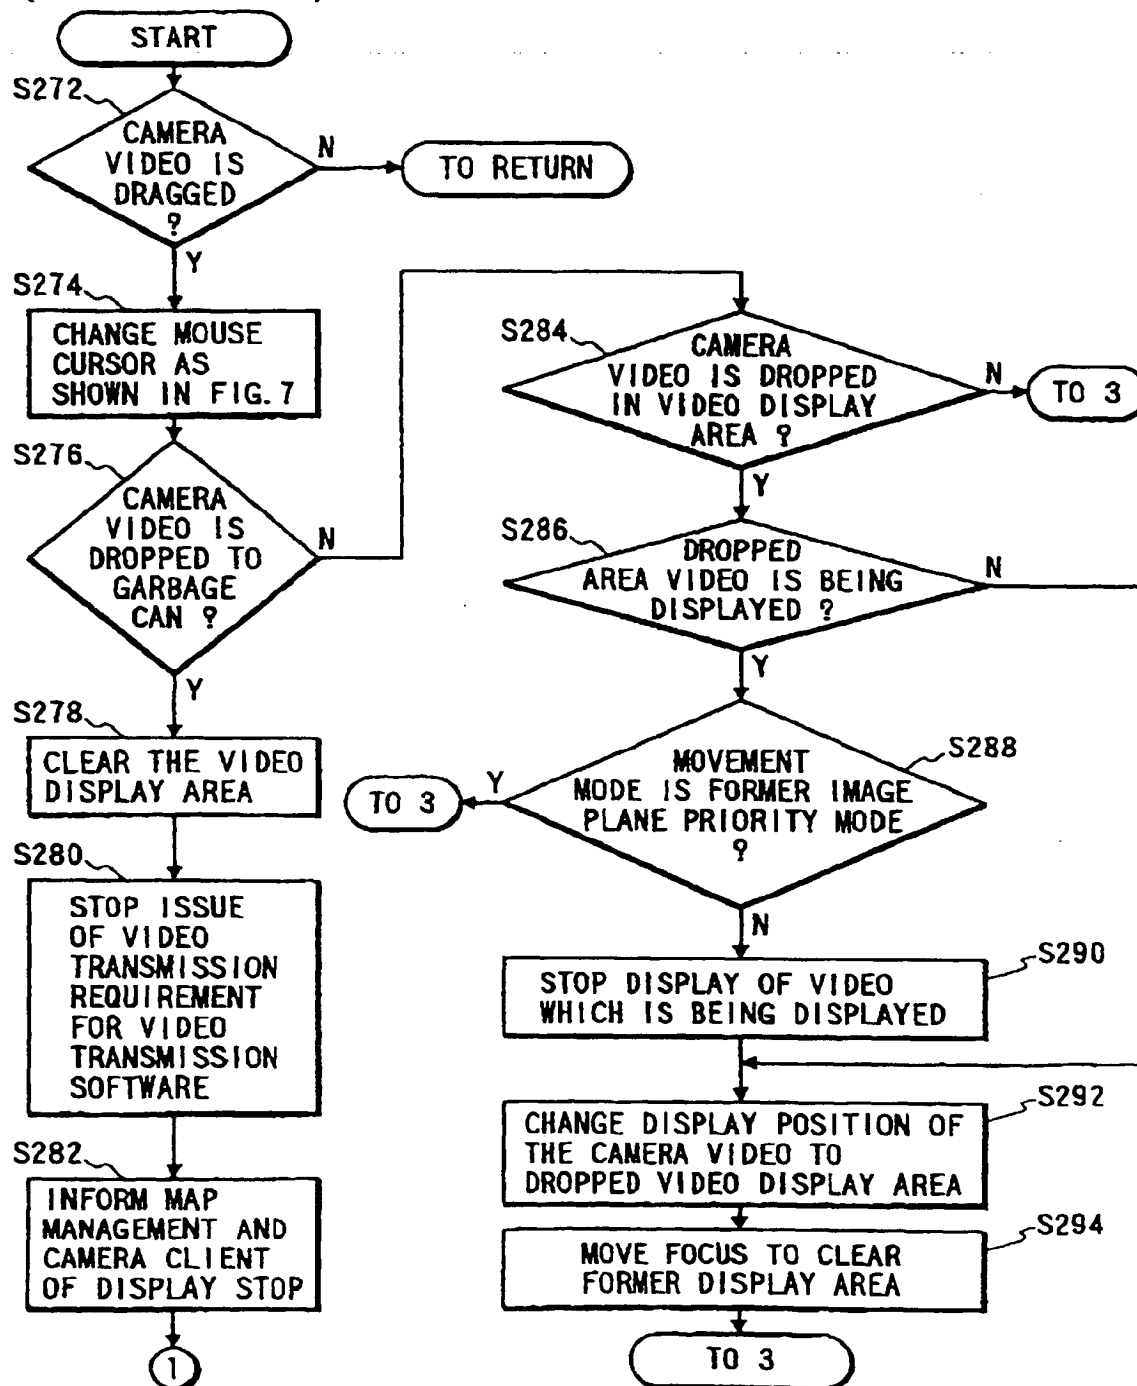 START
S272
CAMERA
VIDEO IS
DRAGGED
?
N
TO RETURN
Y
S274
CHANGE MOUSE
CURSOR AS
SHOWN IN FIG. 7
S276
CAMERA
VIDEO IS
DROPPED TO
GARBAGE
CAN ?
N
Y
S278
CLEAR THE VIDEO
DISPLAY AREA
S280
STOP ISSUE
OF VIDEO
TRANSMISSION
REQUIREMENT
FOR VIDEO
TRANSMISSION
SOFTWARE
S282
INFORM MAP
MANAGEMENT AND
CAMERA CLIENT
OF DISPLAY STOP
1
S284
CAMERA
VIDEO IS DROPPED
IN VIDEO DISPLAY
AREA ?
N
TO 3
Y
S286
DROPPED
AREA VIDEO IS BEING
DISPLAYED ?
N
Y
S288
MOVEMENT
MODE IS FORMER IMAGE
PLANE PRIORITY MODE
?
Y
TO 3
N
S290
STOP DISPLAY OF VIDEO
WHICH IS BEING DISPLAYED
S292
CHANGE DISPLAY POSITION OF
THE CAMERA VIDEO TO
DROPPED VIDEO DISPLAY AREA
S294
MOVE FOCUS TO CLEAR
FORMER DISPLAY AREA
TO 3